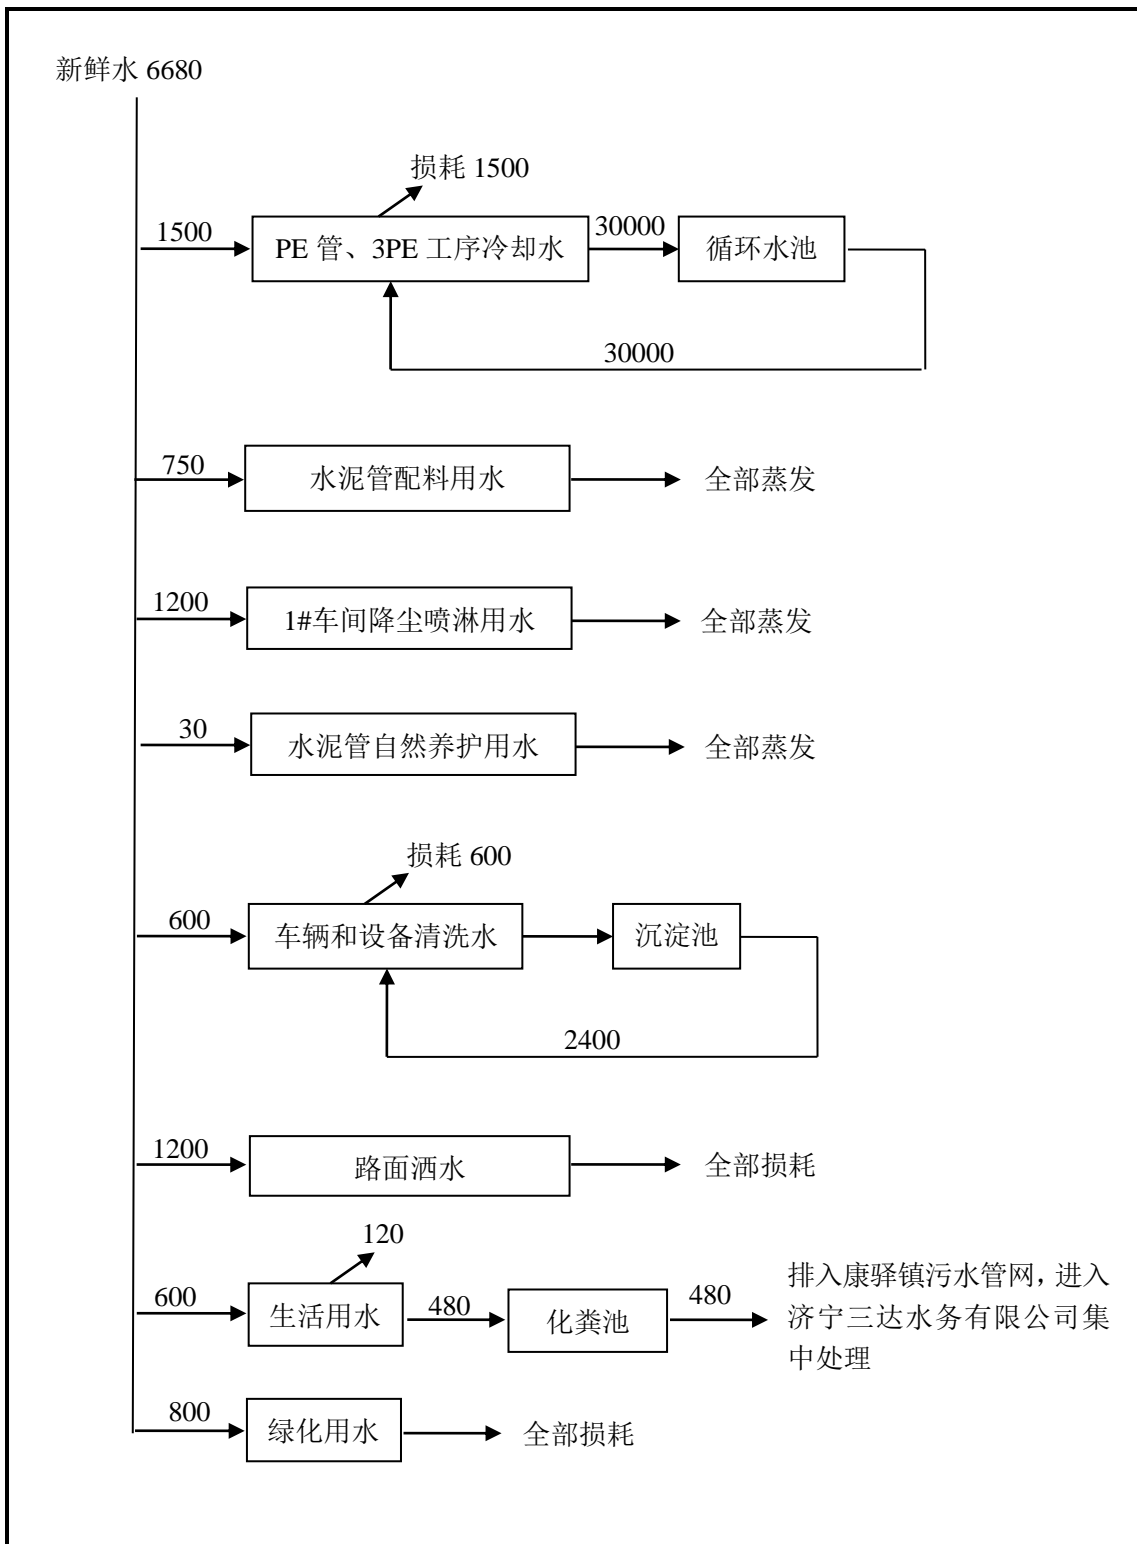 新鲜水 6680
损耗 1500
1500
PE 管、3PE 工序冷却水
30000
循环水池
30000
750
水泥管配料用水
全部蒸发
1200
1#车间降尘喷淋用水
全部蒸发
30
水泥管自然养护用水
全部蒸发
损耗 600
600
车辆和设备清洗水
沉淀池
2400
1200
路面洒水
全部损耗
120
600
生活用水
480
化粪池
480
排入康驿镇污水管网，进入
济宁三达水务有限公司集
中处理
800
绿化用水
全部损耗